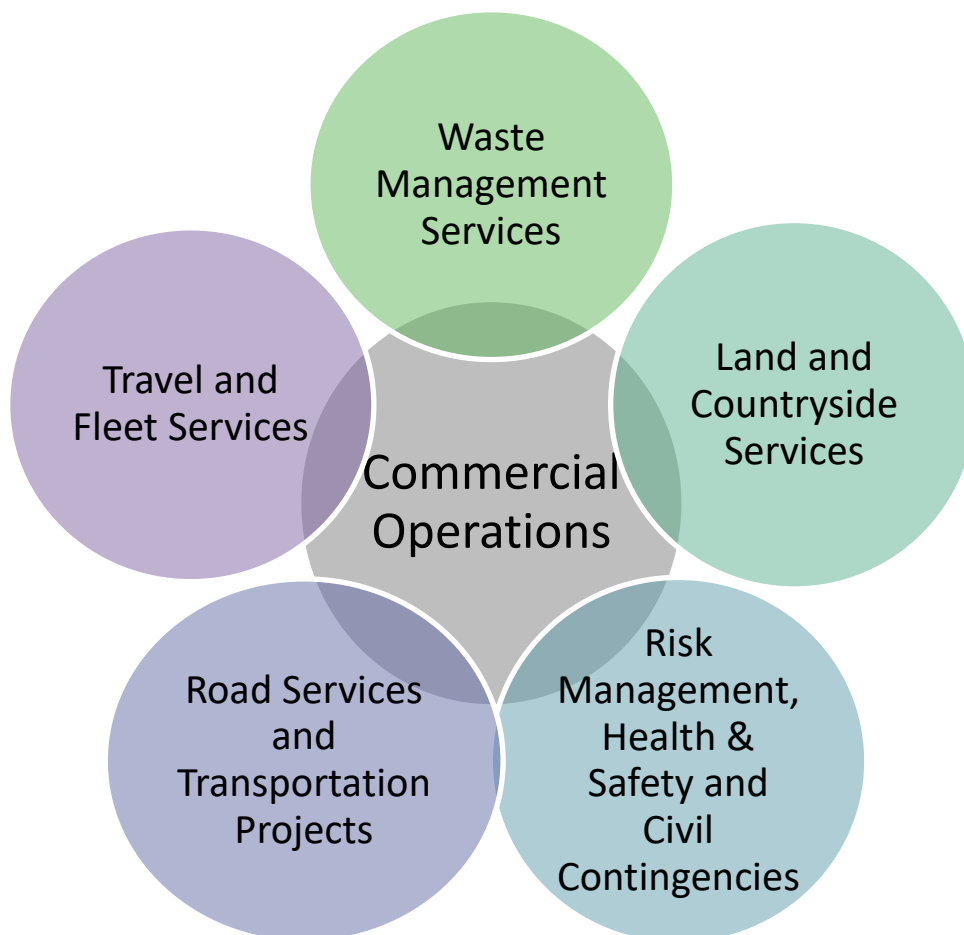 Waste
Management
Services
Travel and
Fleet Services
Land and
Countryside
Services
Commercial
Operations
Road Services
and
Transportation
Projects
Risk
Management,
Health &
Safety and
Civil
Contingencies